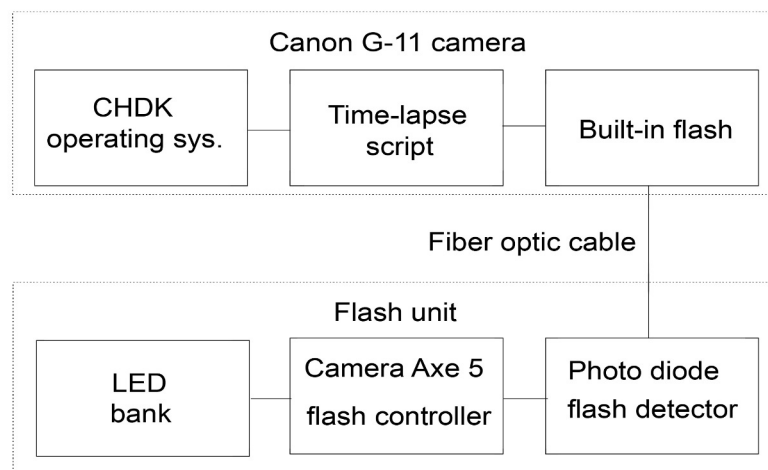 Canon G-11 camera
CHDK
operating sys.
Time-lapse
script
Built-in flash
Fiber optic cable
Flash unit
LED
bank
Camera Axe 5
flash controller
Photo diode
flash detector